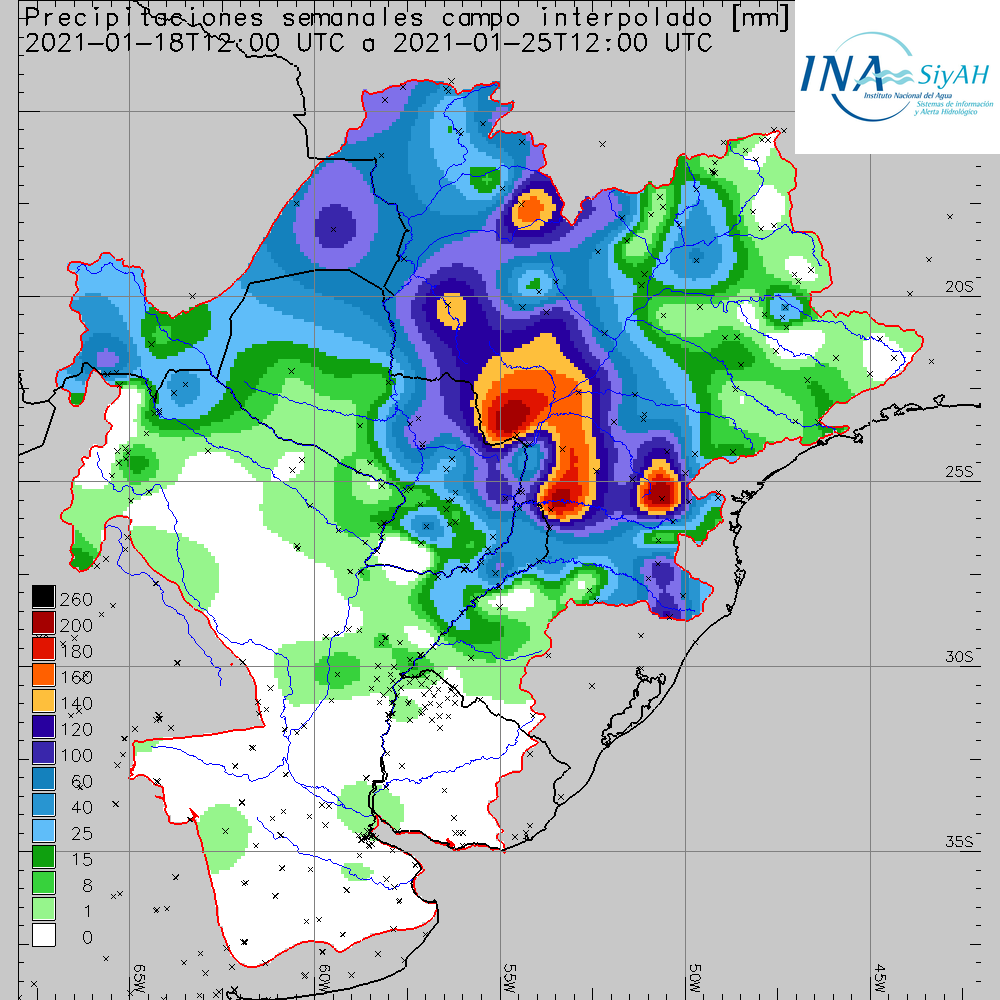 Precipitaciones semanales campo interpolado [mm]
2021-01-18T12:00 UTC a 2021-01-25T12:00 UTC
INA SiyAH
Instituto Nacional del Agua
Sistemas de información
y Alerta Hidrológico
20S
25S
30S
35S
260
200
180
160
140
120
100
60
40
25
15
8
1
0
65W
60W
55W
50W
45W